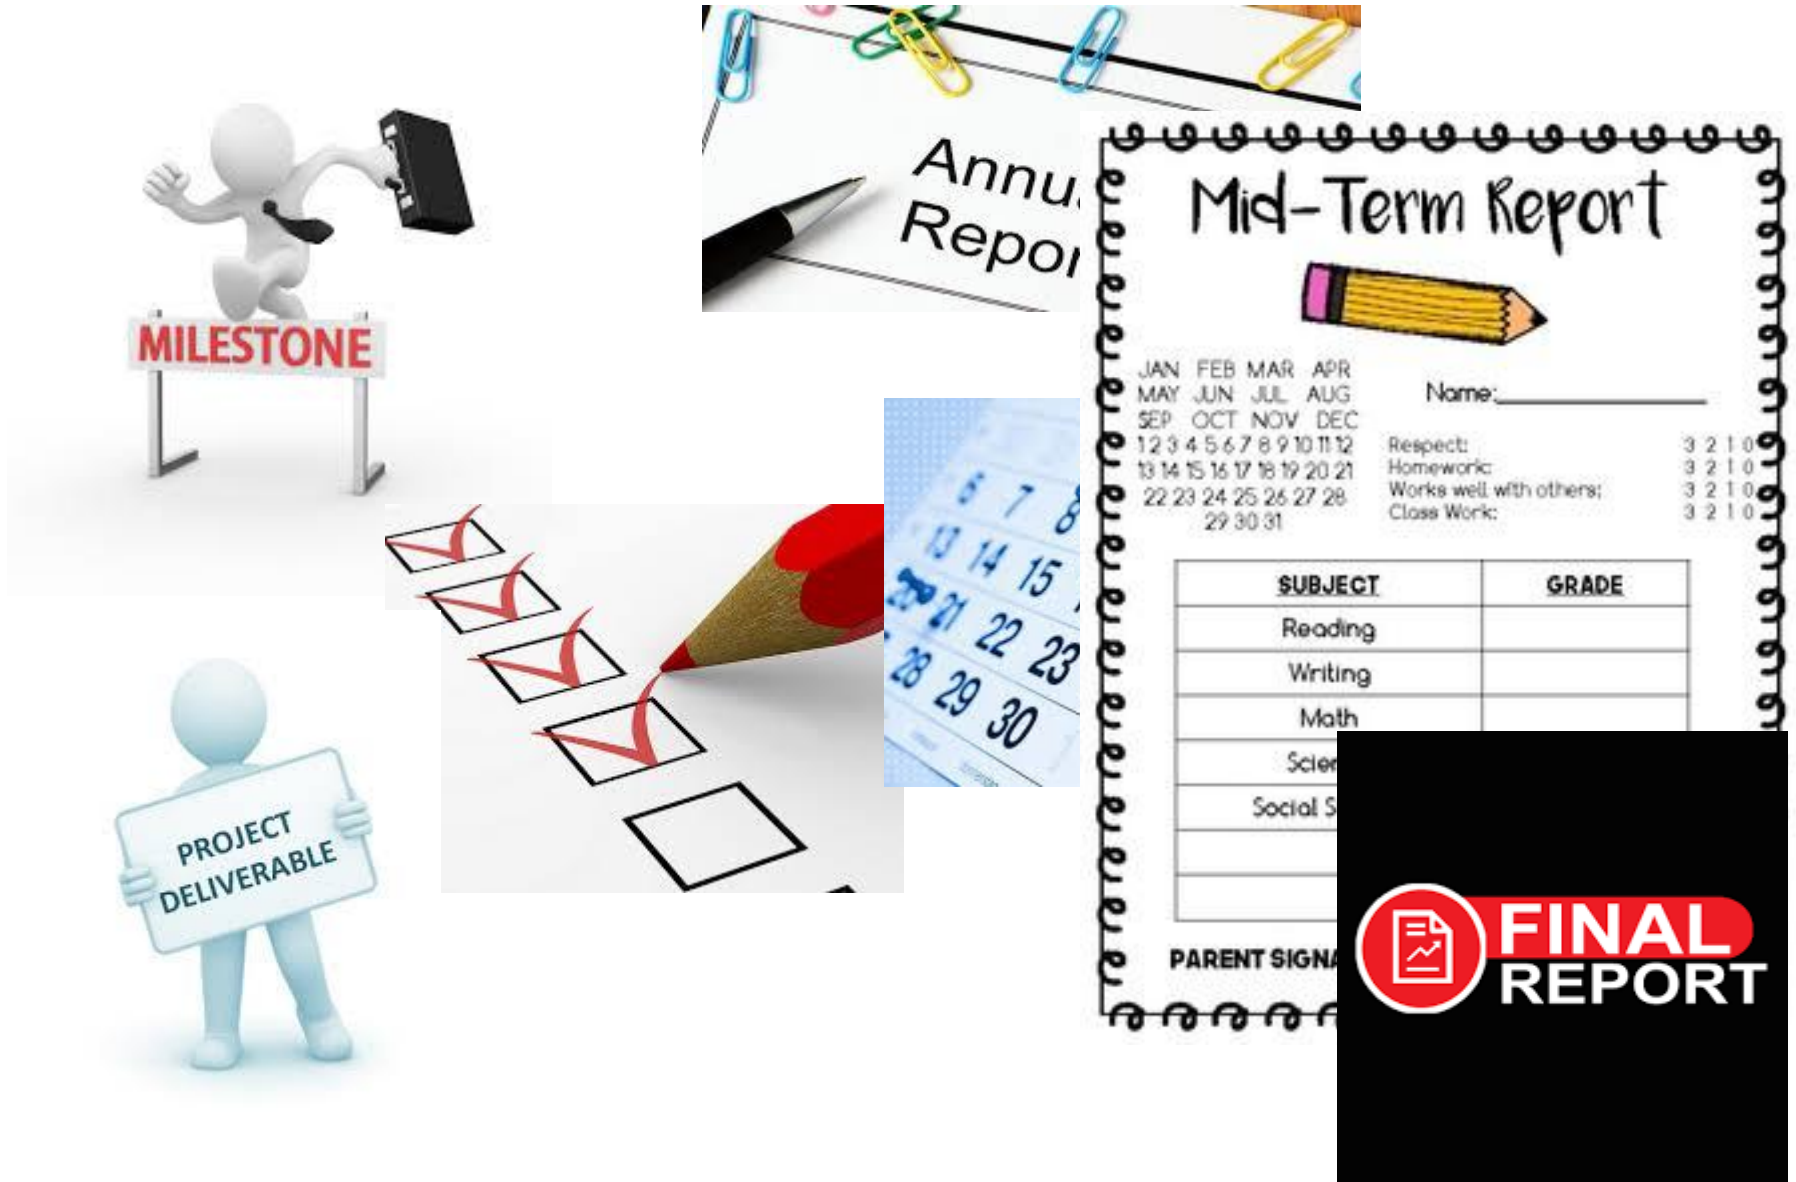 MILESTONE
PROJECT
DELIVERABLE
Annu
Repor
6 7 8
13 14 15
20 21 22 23
28 29 30
Mid-Term Report
JAN FEB MAR APR
MAY JUN JUL AUG
SEP OCT NOV DEC
1 2 3 4 5 6 7 8 9 10 11 12
13 14 15 16 17 18 19 20 21
22 23 24 25 26 27 28
29 30 31
Name:
Respect: 3 2 1 0
Homework: 3 2 1 0
Works well with others: 3 2 1 0
Class Work: 3 2 1 0
SUBJECT GRADE
Reading
Writing
Math
Scien
Social S
PARENT SIGNA
FINAL
REPORT